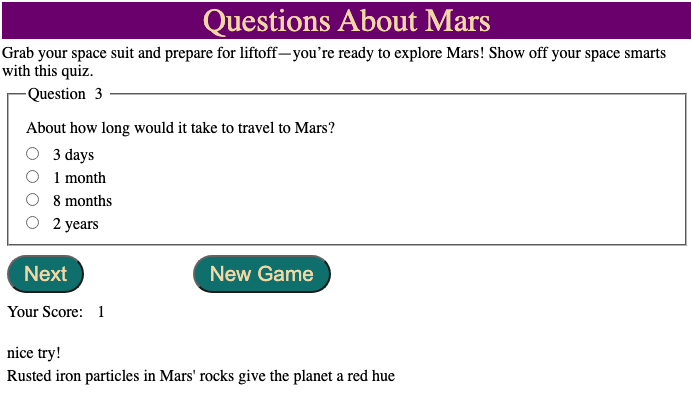 Questions About Mars
Grab your space suit and prepare for liftoff—you’re ready to explore Mars! Show off your space smarts
with this quiz.
Question 3
About how long would it take to travel to Mars?
3 days
1 month
8 months
2 years
Next New Game
Your Score: 1
nice try!
Rusted iron particles in Mars' rocks give the planet a red hue